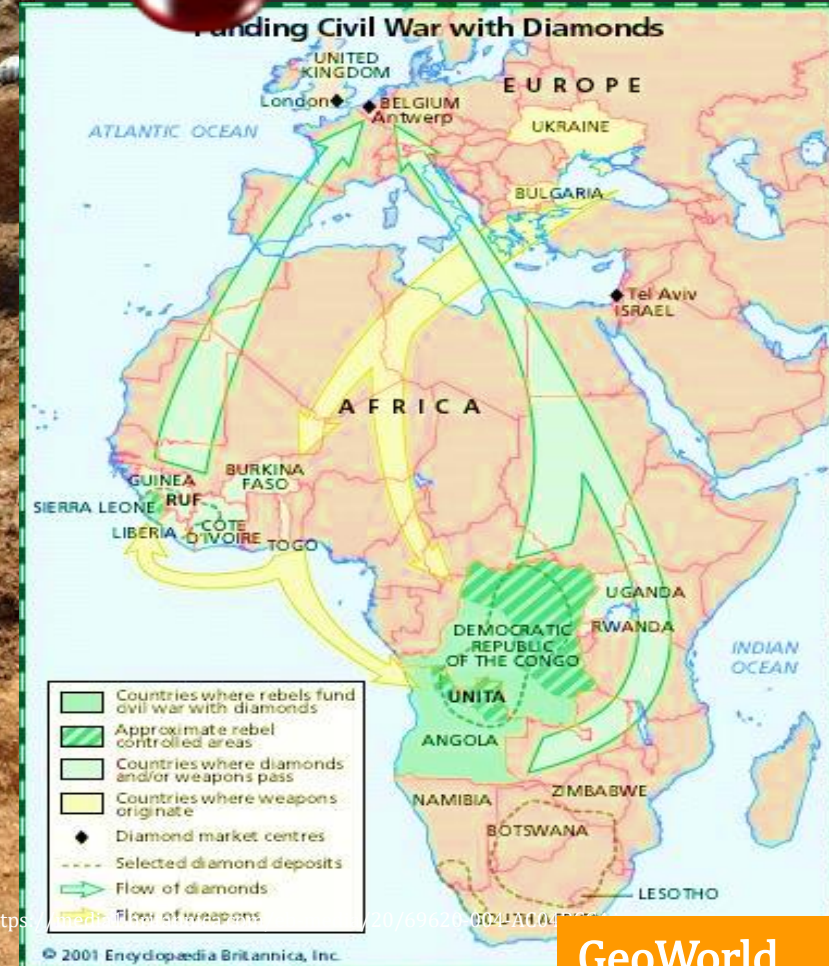 Funding Civil War with Diamonds
UNITED
KINGDOM
EUROPE
London
BELGIUM
Antwerp
ATLANTIC OCEAN
UKRAINE
BULGARIA
Tel Aviv
ISRAEL
AFRICA
BURKINA
FASO
GUINEA
RUF
SIERRA LEONE
LIBERIA
CÔTE
D'IVOIRE
TOGO
UGANDA
DEMOCRATIC
REPUBLIC
OF THE CONGO
RWANDA
INDIAN
OCEAN
UNITA
ANGOLA
NAMIBIA
ZIMBABWE
BOTSWANA
LESOTHO
Countries where rebels fund
civil war with diamonds
Approximate rebel
controlled areas
Countries where diamonds
and/or weapons pass
Countries where weapons
originate
Diamond market centres
Selected diamond deposits
Flow of diamonds
Flow of weapons
© 2001 Encyclopædia Britannica, Inc.
GeoWorld